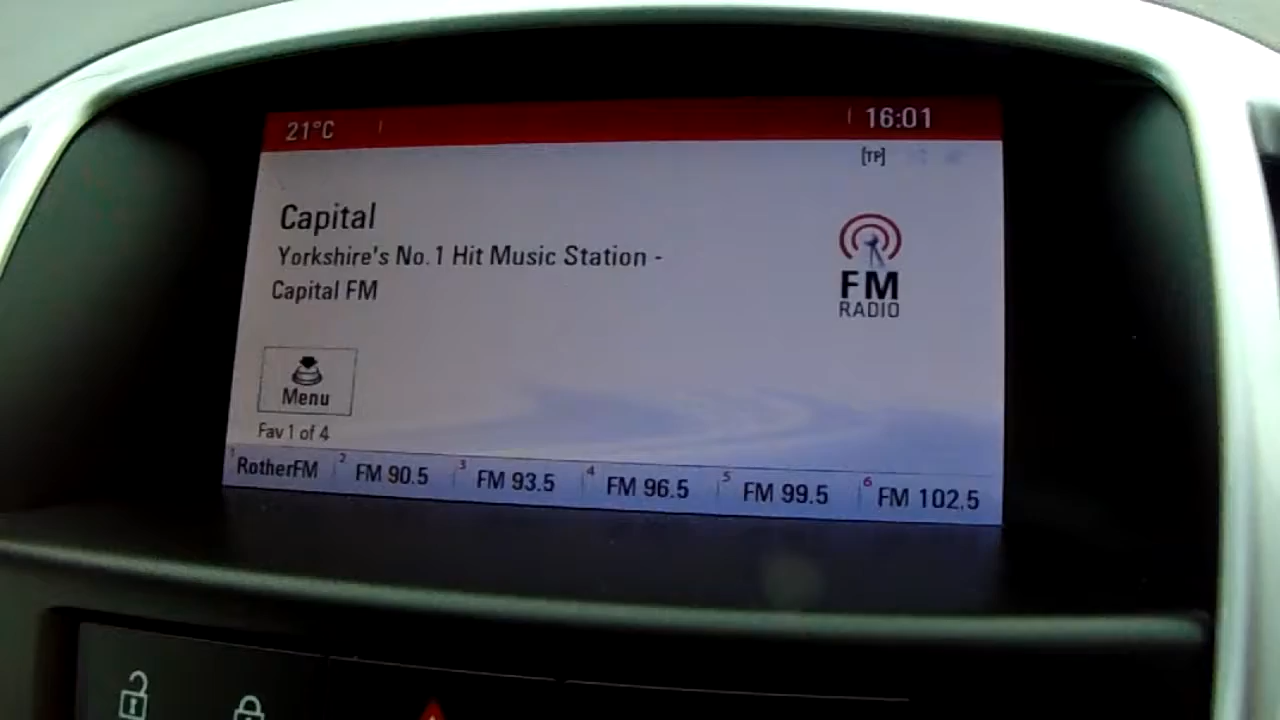 21°C
16:01
[TP]
Capital
Yorkshire's No.1 Hit Music Station -
Capital FM
FM
RADIO
Menu
Fav 1 of 4
1 RotherFM 2 FM 90.5 3 FM 93.5 4 FM 96.5 5 FM 99.5 6 FM 102.5